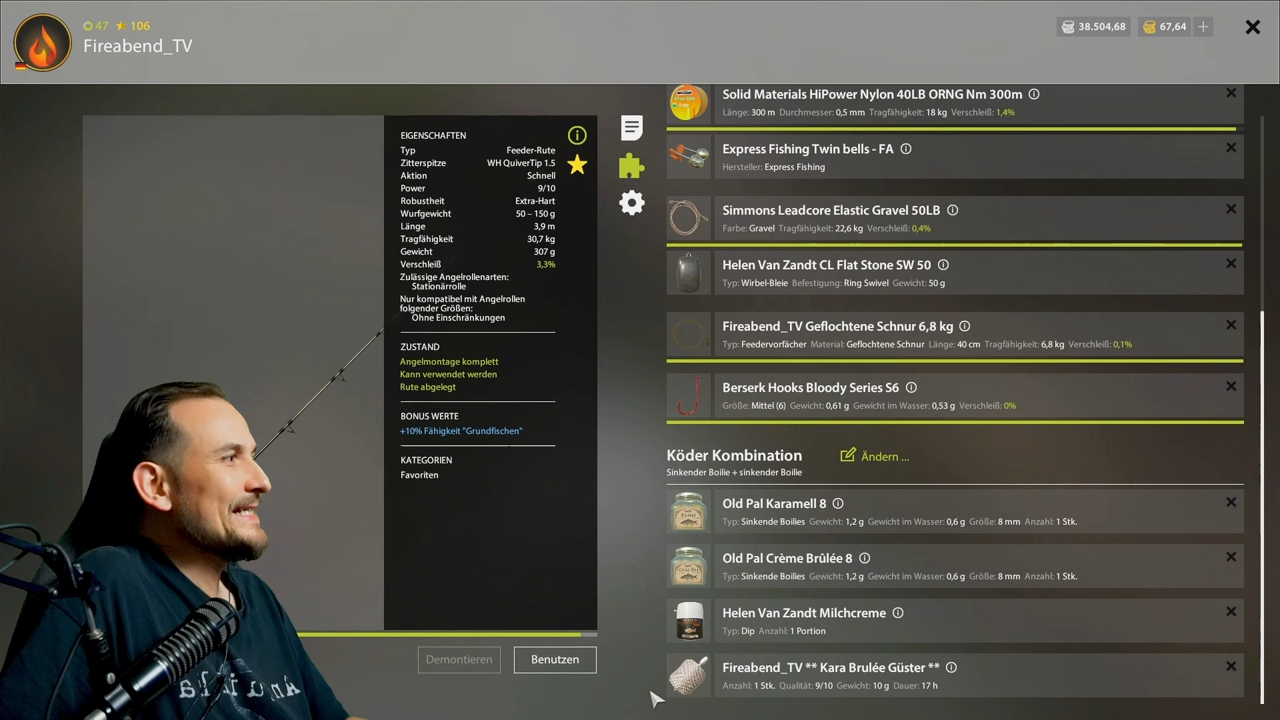 47 106
Fireabend_TV
38.504,68 67,64
EIGENSCHAFTEN
Typ Feeder-Rute
Zitterspitze WH QuiverTip 1.5
Aktion Schnell
Power 9/10
Robustheit Extra-Hart
Wurfgewicht 50 – 150 g
Länge 3,9 m
Tragfähigkeit 30,7 kg
Gewicht 307 g
Verschleiß 3,3%
Zulässige Angelrollenarten:
Stationärrolle
Nur kompatibel mit Angelrollen
folgender Größen:
Ohne Einschränkungen
ZUSTAND
Angelmontage komplett
Kann verwendet werden
Rute abgelegt
BONUS WERTE
+10% Fähigkeit "Grundfischen"
KATEGORIEN
Favoriten
Demontieren Benutzen
Solid Materials HiPower Nylon 40LB ORNG Nm 300m
Länge: 300 m Durchmesser: 0,5 mm Tragfähigkeit: 18 kg Verschleiß: 1,4%
Express Fishing Twin bells - FA
Hersteller: Express Fishing
Simmons Leadcore Elastic Gravel 50LB
Farbe: Gravel Tragfähigkeit: 22,6 kg Verschleiß: 0,4%
Helen Van Zandt CL Flat Stone SW 50
Typ: Wirbel-Bleie Befestigung: Ring Swivel Gewicht: 50 g
Fireabend_TV Geflochtene Schnur 6,8 kg
Typ: Feedervorfächer Material: Geflochtene Schnur Länge: 40 cm Tragfähigkeit: 6,8 kg Verschleiß: 0,1%
Berserk Hooks Bloody Series S6
Größe: Mittel (6) Gewicht: 0,61 g Gewicht im Wasser: 0,53 g Verschleiß: 0%
Köder Kombination Ändern ...
Sinkender Boilie + sinkender Boilie
Old Pal Karamell 8
Typ: Sinkende Boilies Gewicht: 1,2 g Gewicht im Wasser: 0,6 g Größe: 8 mm Anzahl: 1 Stk.
Old Pal Crème Brûlée 8
Typ: Sinkende Boilies Gewicht: 1,2 g Gewicht im Wasser: 0,6 g Größe: 8 mm Anzahl: 1 Stk.
Helen Van Zandt Milchcreme
Typ: Dip Anzahl: 1 Portion
Fireabend_TV ** Kara Brulée Güster **
Anzahl: 1 Stk. Qualität: 9/10 Gewicht: 10 g Dauer: 17 h